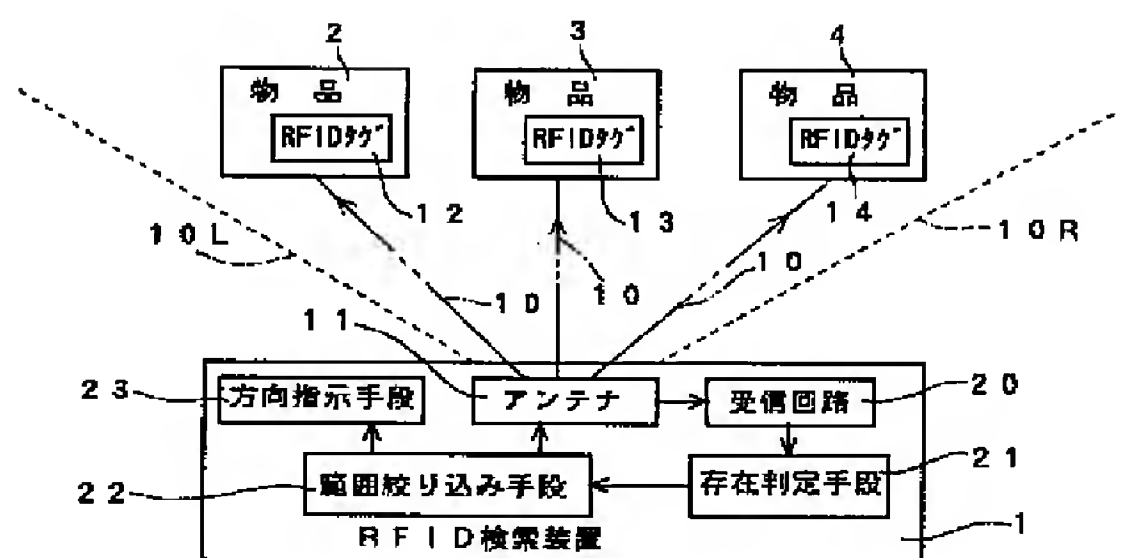 2
3
4
物品
物品
物品
RFIDタグ
RFIDタグ
RFIDタグ
12
13
14
10L
10R
10
10
10
11
23
方向指示手段
アンテナ
受信回路
20
22
範囲絞り込み手段
存在判定手段
21
RFID検索装置
1